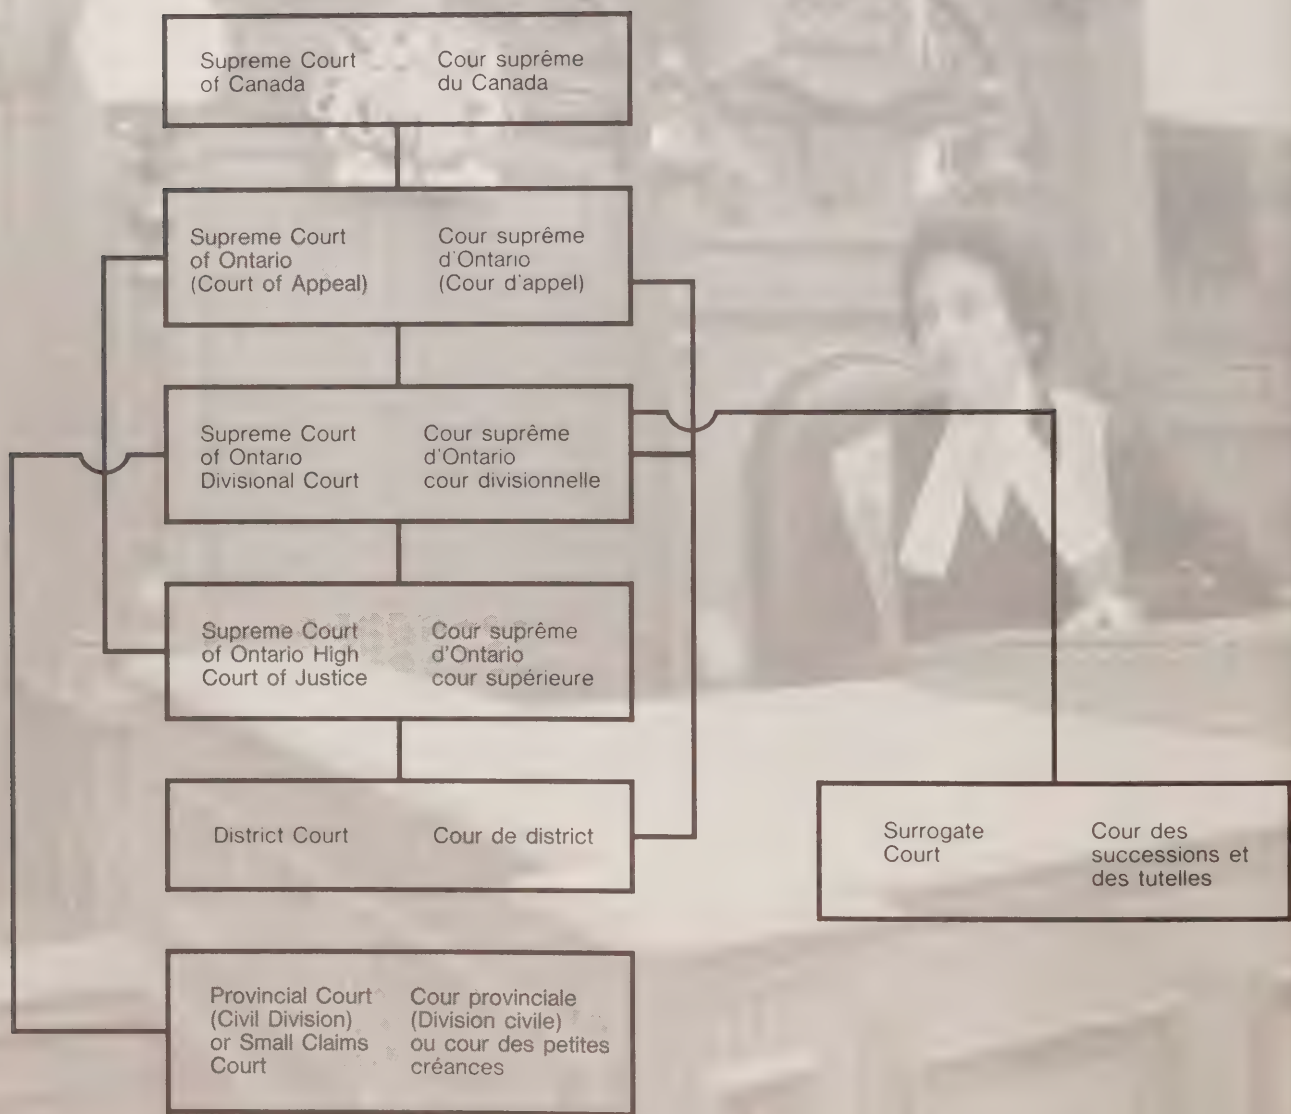 Supreme Court
of Canada
Cour suprême
du Canada
Supreme Court
of Ontario
(Court of Appeal)
Cour suprême
d'Ontario
(Cour d'appel)
Supreme Court
of Ontario
Divisional Court
Cour suprême
d'Ontario
cour divisionnelle
Supreme Court
of Ontario High
Court of Justice
Cour suprême
d'Ontario
cour supérieure
District Court
Cour de district
Surrogate
Court
Cour des
successions et
des tutelles
Provincial Court
(Civil Division)
or Small Claims
Court
Cour provinciale
(Division civile)
ou cour des petites
créances